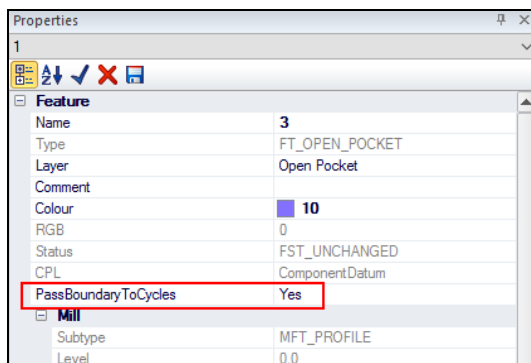 Properties
1
Feature
Name 3
Type FT_OPEN_POCKET
Layer Open Pocket
Comment
Colour 10
RGB 0
Status FST_UNCHANGED
CPL ComponentDatum
PassBoundaryToCycles Yes
Mill
Subtype MFT_PROFILE
Level 0.0